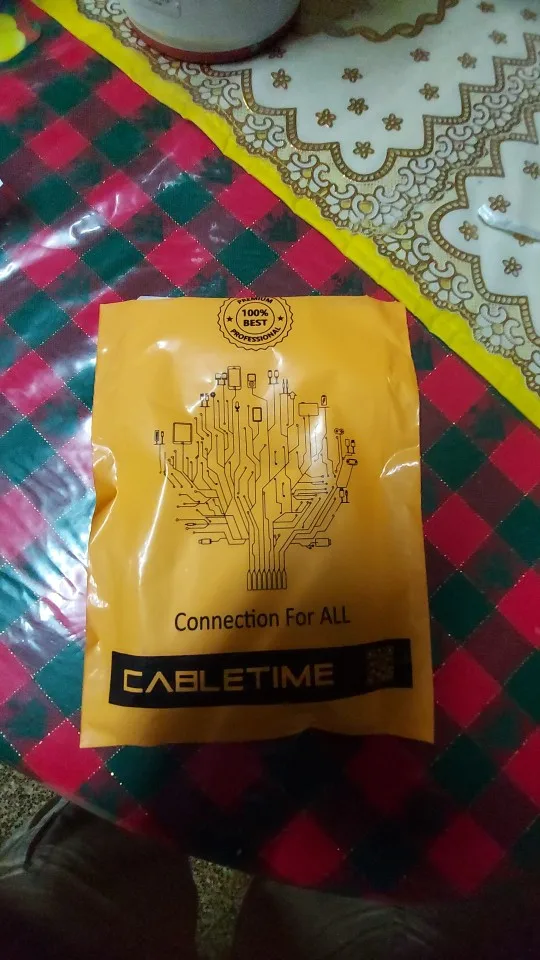 PREMIUM
100%
BEST
PROFESSIONAL
Connection For ALL
CABLETIME